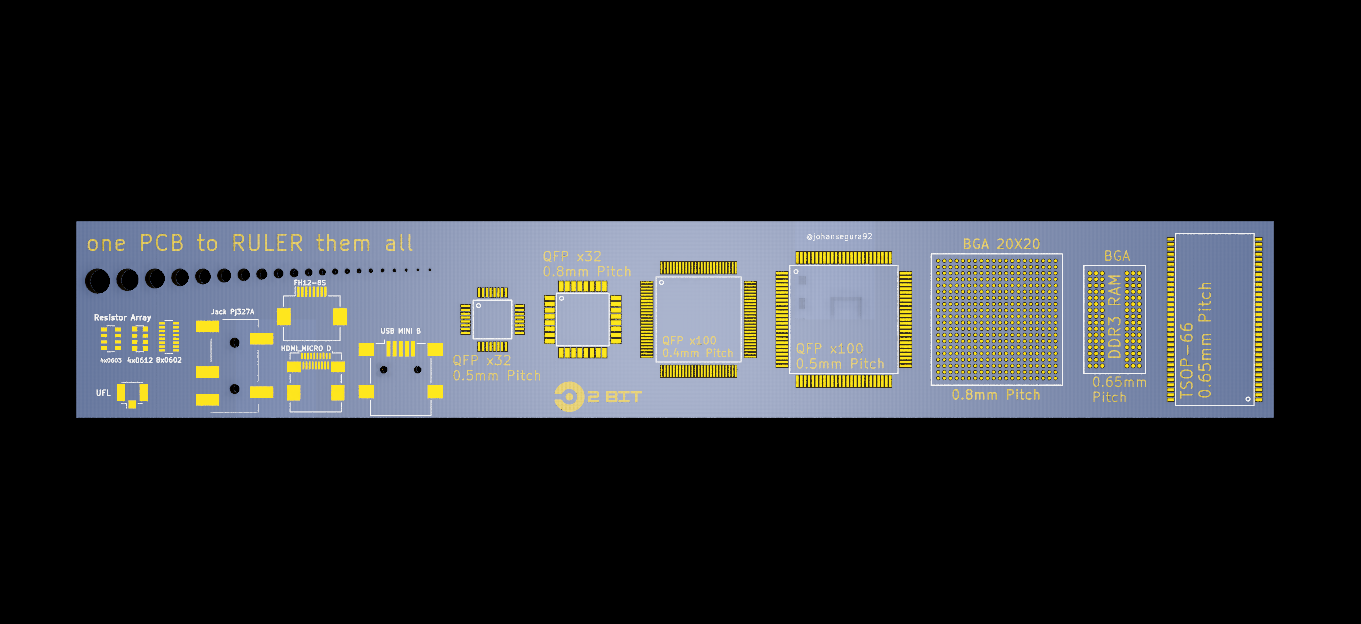 one PCB to RULER them all
@johansegura92
FH12-8S
Resistor Array
4x0603 4x0612 8x0602
UFL
Jack PJ327A
HDMI_MICRO D
USB MINI B
QFP x32
0.5mm Pitch
QFP x32
0.8mm Pitch
2 BIT
QFP x100
0.4mm Pitch
QFP x100
0.5mm Pitch
BGA 20X20
0.8mm Pitch
BGA
DDR3 RAM
0.65mm
Pitch
TSOP-66
0.65mm Pitch